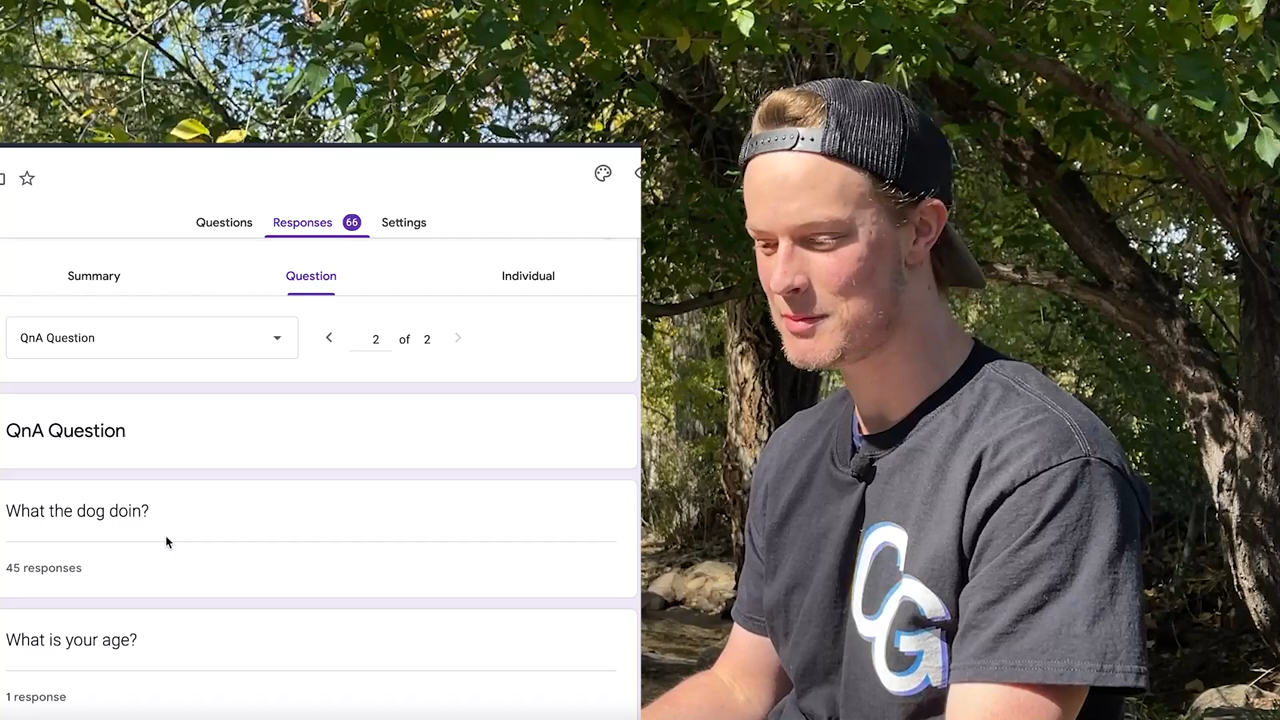 Questions Responses 66 Settings
Summary Question Individual
QnA Question 2 of 2
QnA Question
What the dog doin?
45 responses
What is your age?
1 response
CG